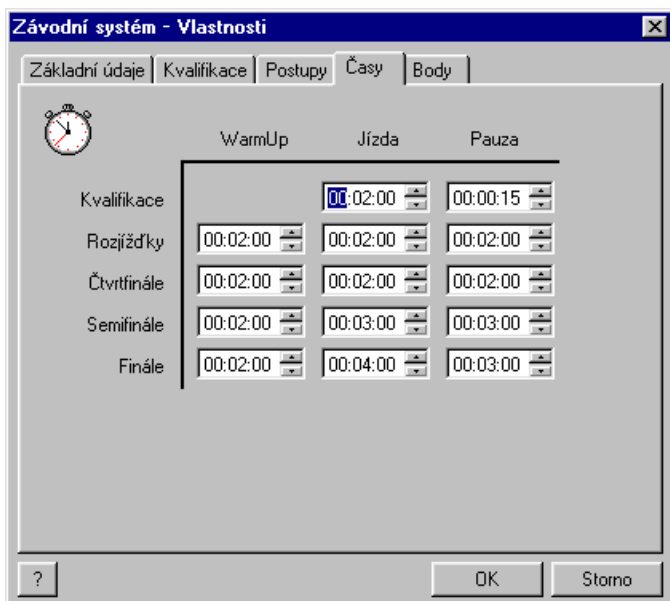 Závodní systém - Vlastnosti
Základní údaje Kvalifikace Postupy Časy Body
WarmUp Jízda Pauza
Kvalifikace 00:02:00 00:00:15
Rozjížďky 00:02:00 00:02:00 00:02:00
Čtvrtfinále 00:02:00 00:02:00 00:02:00
Semifinále 00:02:00 00:03:00 00:03:00
Finále 00:02:00 00:04:00 00:03:00
? OK Storno